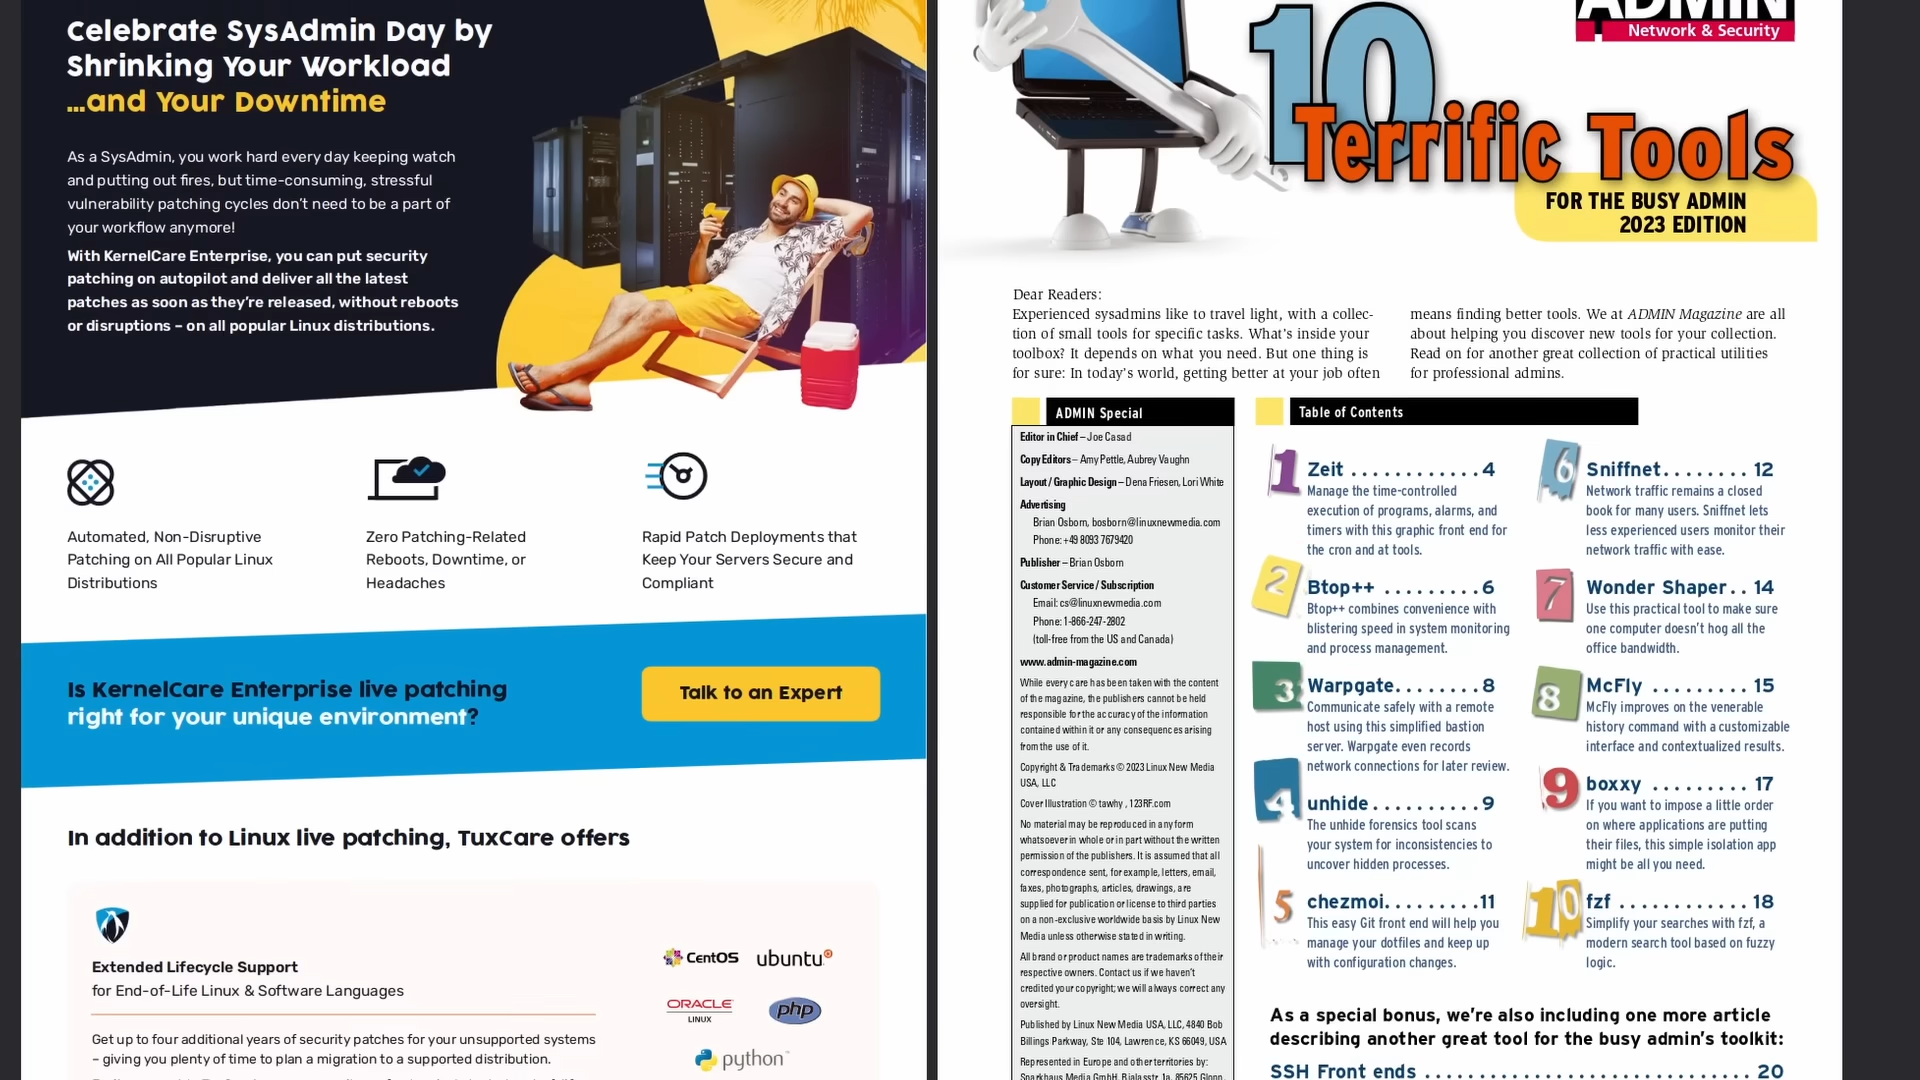 Celebrate SysAdmin Day by
Shrinking Your Workload
...and Your Downtime
As a SysAdmin, you work hard every day keeping watch
and putting out fires, but time-consuming, stressful
vulnerability patching cycles don't need to be a part of
your workflow anymore!
With KernelCare Enterprise, you can put security
patching on autopilot and deliver all the latest
patches as soon as they're released, without reboots
or disruptions – on all popular Linux distributions.
Automated, Non-Disruptive
Patching on All Popular Linux
Distributions
Zero Patching-Related
Reboots, Downtime, or
Headaches
Rapid Patch Deployments that
Keep Your Servers Secure and
Compliant
Is KernelCare Enterprise live patching
right for your unique environment?
Talk to an Expert
In addition to Linux live patching, TuxCare offers
Extended Lifecycle Support
for End-of-Life Linux & Software Languages
Get up to four additional years of security patches for your unsupported systems
– giving you plenty of time to plan a migration to a supported distribution.
CentOS ubuntu
ORACLE
LINUX
php
python™
ADMIN
Network & Security
10
Terrific Tools
FOR THE BUSY ADMIN
2023 EDITION
Dear Readers:
Experienced sysadmins like to travel light, with a collec-
tion of small tools for specific tasks. What's inside your
toolbox? It depends on what you need. But one thing is
for sure: In today's world, getting better at your job often
means finding better tools. We at ADMIN Magazine are all
about helping you discover new tools for your collection.
Read on for another great collection of practical utilities
for professional admins.
ADMIN Special
Editor in Chief – Joe Casad
Copy Editors – Amy Pettle, Aubrey Vaughn
Layout / Graphic Design – Dena Friesen, Lori White
Advertising
Brian Osborn, bosborn@linuxnewmedia.com
Phone: +49 8093 7679420
Publisher – Brian Osborn
Customer Service / Subscription
Email: cs@linuxnewmedia.com
Phone: 1-866-247-2802
(toll-free from the US and Canada)
www.admin-magazine.com
While every care has been taken with the content
of the magazine, the publishers cannot be held
responsible for the accuracy of the information
contained within it or any consequences arising
from the use of it.
Copyright & Trademarks © 2023 Linux New Media
USA, LLC
Cover Illustration © tawhy , 123RF.com
No material may be reproduced in any form
whatsoever in whole or in part without the written
permission of the publishers. It is assumed that all
correspondence sent, for example, letters, email,
faxes, photographs, articles, drawings, are
supplied for publication or license to third parties
on a non-exclusive worldwide basis by Linux New
Media unless otherwise stated in writing.
All brand or product names are trademarks of their
respective owners. Contact us if we haven't
credited your copyright; we will always correct any
oversight.
Published by Linux New Media USA, LLC, 4840 Bob
Billings Parkway, Ste 104, Lawrence, KS 66049, USA
Represented in Europe and other territories by:
Sparkhaus Media GmbH, Bialasstr. 1a, 85625 Glonn,
Table of Contents
1 Zeit . . . . . . . . . . . 4
Manage the time-controlled
execution of programs, alarms, and
timers with this graphic front end for
the cron and at tools.
2 Btop++ . . . . . . . . . 6
Btop++ combines convenience with
blistering speed in system monitoring
and process management.
3 Warpgate. . . . . . . . 8
Communicate safely with a remote
host using this simplified bastion
server. Warpgate even records
network connections for later review.
4 unhide . . . . . . . . . . 9
The unhide forensics tool scans
your system for inconsistencies to
uncover hidden processes.
5 chezmoi. . . . . . . . .11
This easy Git front end will help you
manage your dotfiles and keep up
with configuration changes.
6 Sniffnet. . . . . . . . 12
Network traffic remains a closed
book for many users. Sniffnet lets
less experienced users monitor their
network traffic with ease.
7 Wonder Shaper. . 14
Use this practical tool to make sure
one computer doesn't hog all the
office bandwidth.
8 McFly . . . . . . . . . 15
McFly improves on the venerable
history command with a customizable
interface and contextualized results.
9 boxxy . . . . . . . . . 17
If you want to impose a little order
on where applications are putting
their files, this simple isolation app
might be all you need.
10 fzf . . . . . . . . . . . . 18
Simplify your searches with fzf, a
modern search tool based on fuzzy
logic.
As a special bonus, we're also including one more article
describing another great tool for the busy admin's toolkit:
SSH Front ends . . . . . . . . . . . . . . . . . . . . . . . . . . . . . . 20